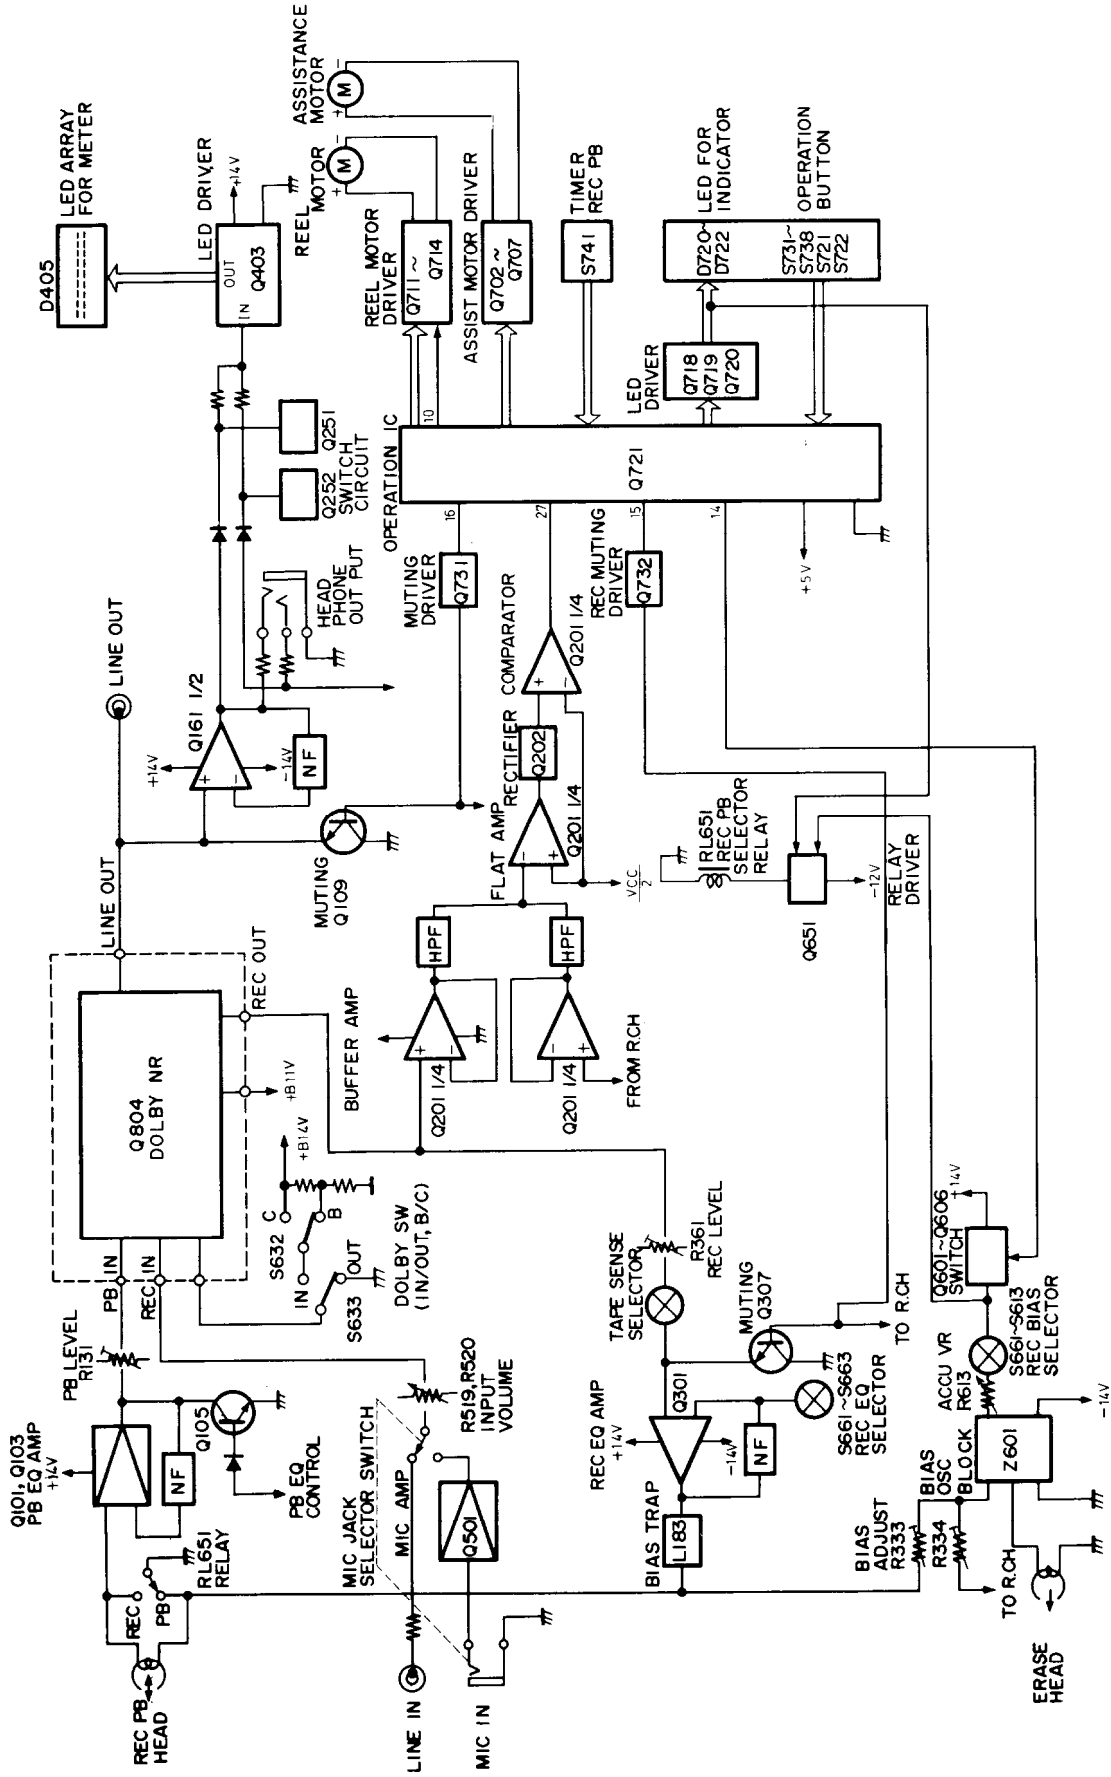 REC PB
HEAD
REC
PB
RL651
RELAY
Q101, Q103
PB EQ AMP
+14V
NF
Q105
PB EQ
CONTROL
PB LEVEL
R131
PB IN
REC IN
Q804
DOLBY NR
LINE OUT
REC OUT
+B11V
+B14V
S632
C
B
IN
OUT
S633
DOLBY SW
(IN/OUT, B/C)
LINE OUT
MUTING
Q109
+14V
Q161 1/2
+
-
-14V
NF
HEAD
PHONE
OUT PUT
Q252
Q251
SWITCH
CIRCUIT
D405
LED ARRAY
FOR METER
LED DRIVER
OUT
IN
Q403
+14V
REEL
MOTOR
+
M
-
ASSISTANCE
MOTOR
+
M
-
LINE IN
MIC IN
MIC JACK
SELECTOR SWITCH
MIC AMP
Q501
R519, R520
INPUT
VOLUME
BUFFER AMP
Q201 1/4
+
-
HPF
Q201 1/4
-
+
HPF
FROM R.CH
FLAT AMP
-
+
Q201 1/4
VCC
2
RECTIFIER
Q202
COMPARATOR
+
-
Q201 1/4
MUTING
DRIVER
Q731
16
27
REC MUTING
DRIVER
Q732
15
14
OPERATION IC
Q721
10
+5V
REEL MOTOR
DRIVER
Q711~
Q714
ASSIST MOTOR DRIVER
Q702~
Q707
TIMER
REC PB
S741
LED
DRIVER
Q718
Q719
Q720
D720~
D722
LED FOR
INDICATOR
S731~
S738
S721
S722
OPERATION
BUTTON
RL651
REC PB
SELECTOR
RELAY
Q651
-12V
RELAY
DRIVER
TAPE SENSE
SELECTOR
R361
REC LEVEL
REC EQ AMP
+14V
Q301
-14V
NF
MUTING
Q307
TO R.CH
S661~S663
REC EQ
SELECTOR
BIAS TRAP
L183
BIAS
ADJUST
R333
R334
TO R.CH
BIAS
OSC
BLOCK
Z601
-14V
ACCU VR
R613
S661~S613
REC BIAS
SELECTOR
Q601~Q606
SWITCH
+14V
ERASE
HEAD